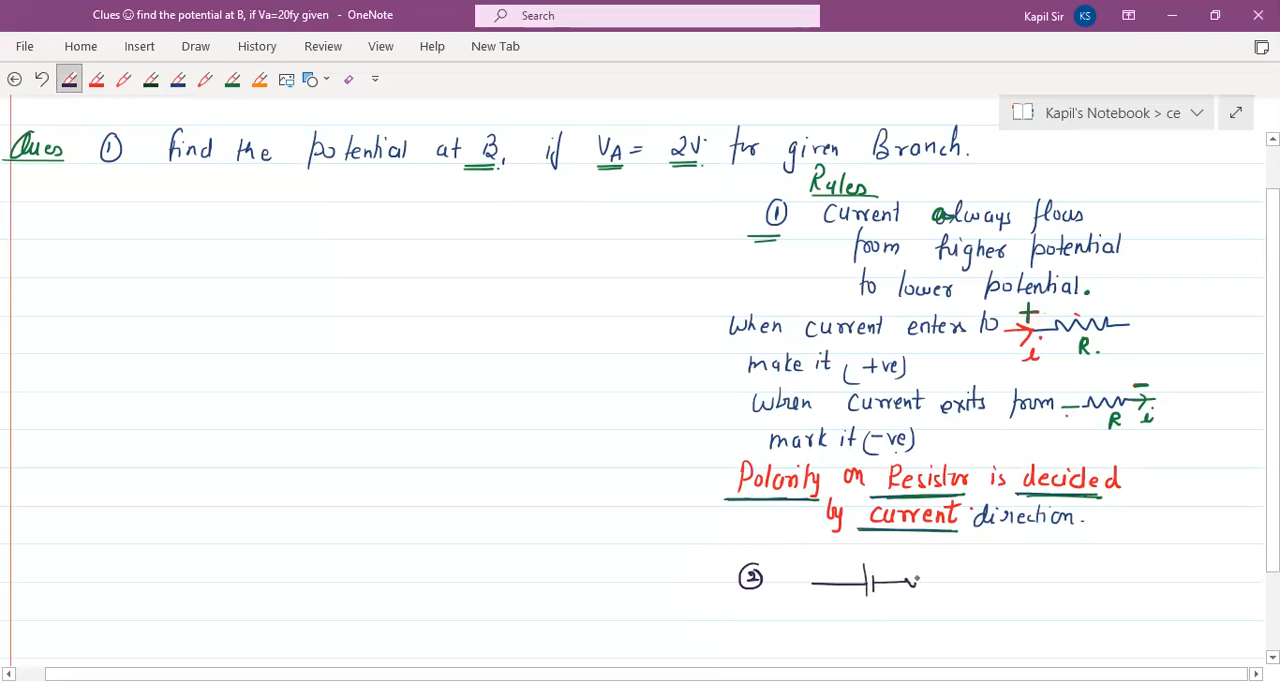 Clues ☺ find the potential at B, if Va=20fy given - OneNote
Search
Kapil Sir KS
File Home Insert Draw History Review View Help New Tab
Kapil's Notebook > ce
Clues ① find the potential at B, if VA = 2V for given Branch.
Rules
① Current always flows
from higher potential
to lower potential.
When current enters to + i R.
make it (+ve)
When current exits from - R i
mark it (-ve)
Polarity on Resistor is decided
by current direction.
②